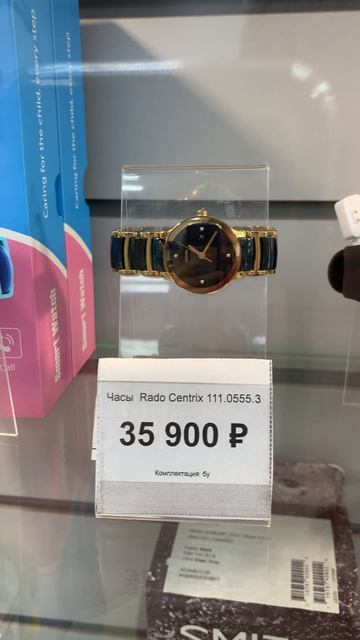 Caring for the child, every step
Caring for the child, every step
Smart Watch
Smart Watch
Call
Часы Rado Centrix 111.0555.3
35 900 ₽
Комплектация: бу